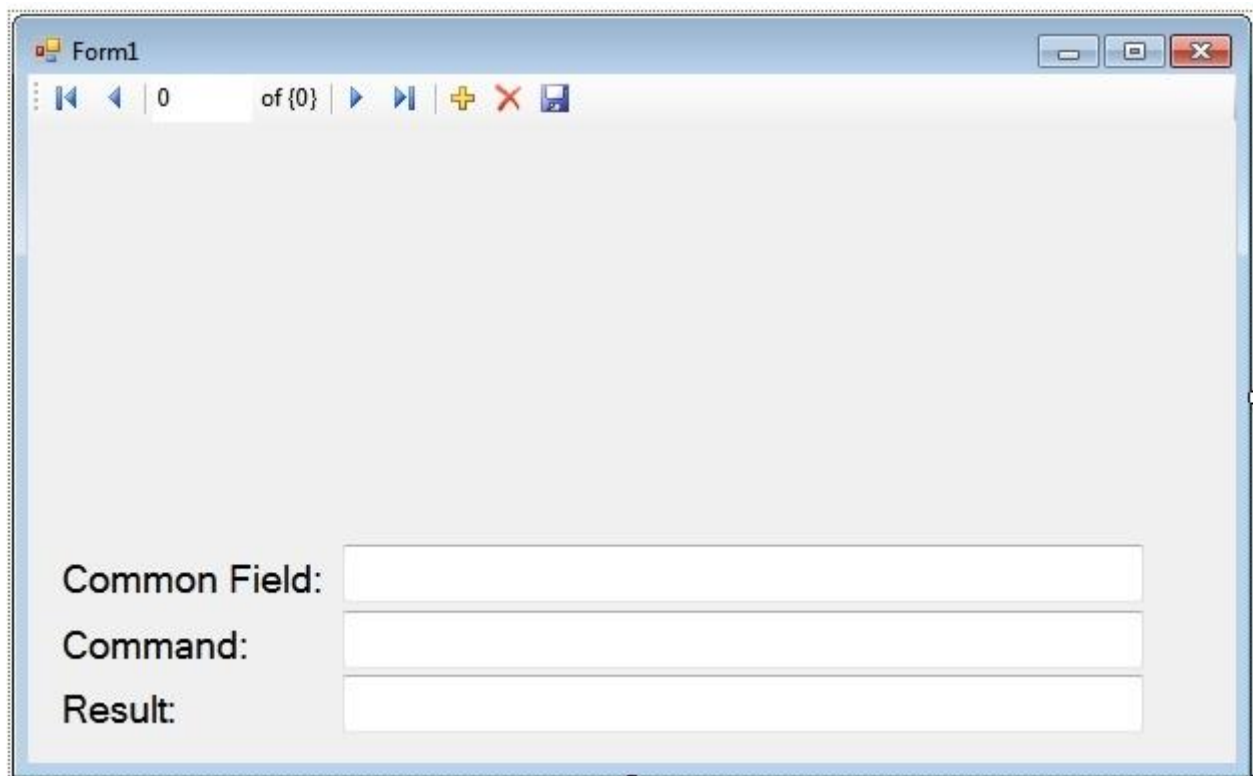 Form1
0 of {0}
Common Field:
Command:
Result: